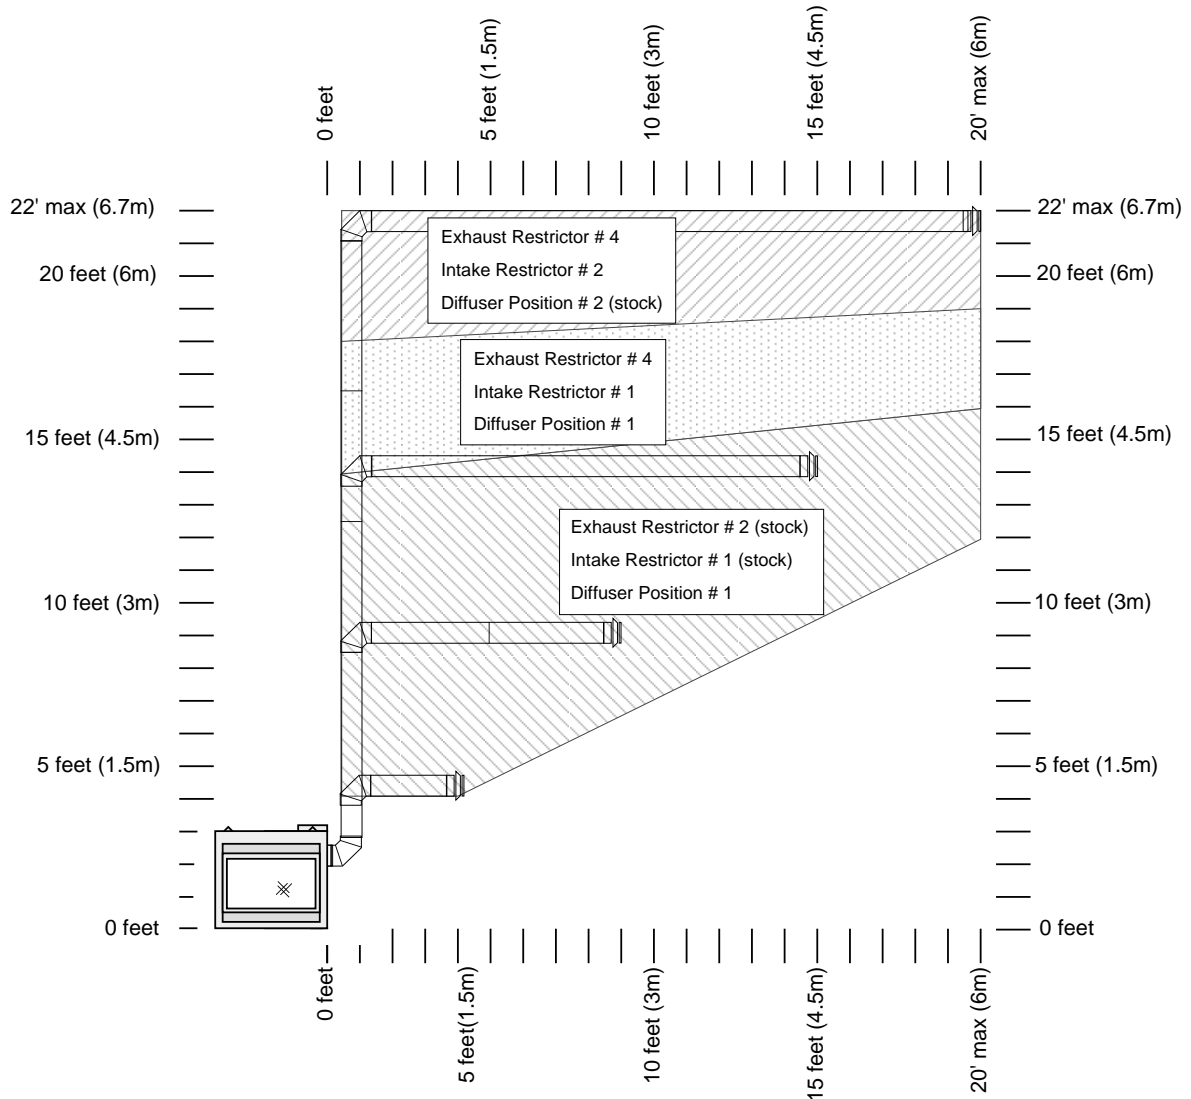 0 feet
5 feet (1.5m)
10 feet (3m)
15 feet (4.5m)
20' max (6m)
22' max (6.7m)
20 feet (6m)
15 feet (4.5m)
10 feet (3m)
5 feet (1.5m)
0 feet
Exhaust Restrictor # 4
Intake Restrictor # 2
Diffuser Position # 2 (stock)
Exhaust Restrictor # 4
Intake Restrictor # 1
Diffuser Position # 1
Exhaust Restrictor # 2 (stock)
Intake Restrictor # 1 (stock)
Diffuser Position # 1
22' max (6.7m)
20 feet (6m)
15 feet (4.5m)
10 feet (3m)
5 feet (1.5m)
0 feet
0 feet
5 feet(1.5m)
10 feet (3m)
15 feet (4.5m)
20' max (6m)